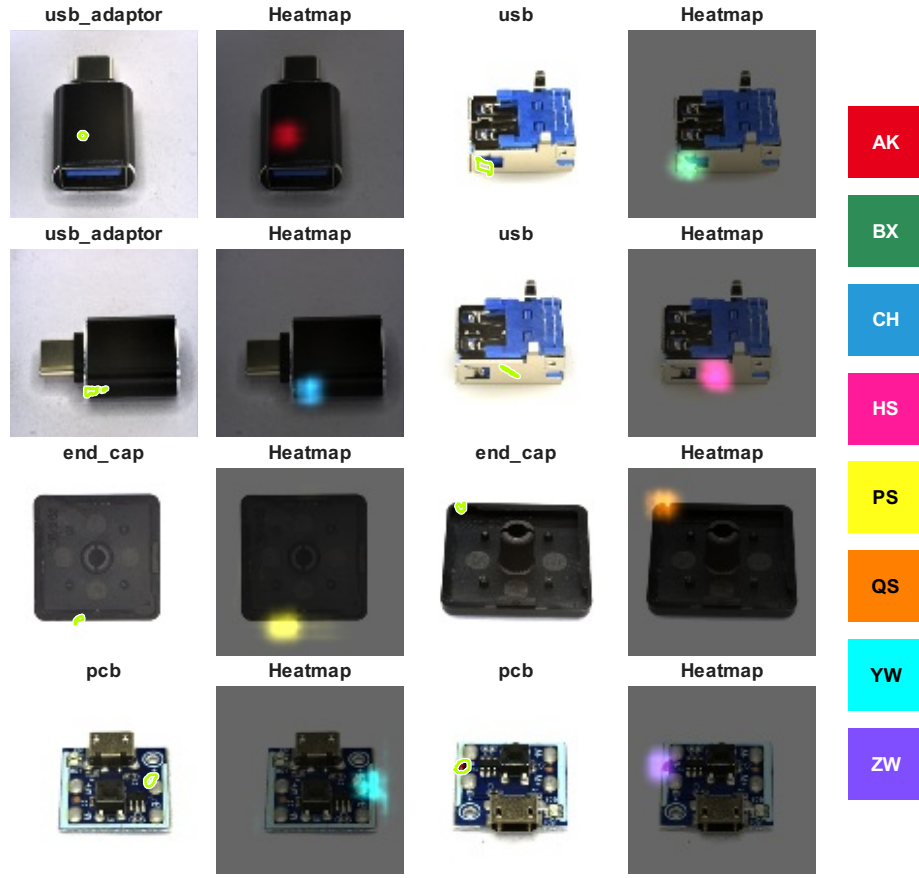 usb_adaptor Heatmap usb Heatmap
usb_adaptor Heatmap usb Heatmap
end_cap Heatmap end_cap Heatmap
pcb Heatmap pcb Heatmap
AK
BX
CH
HS
PS
QS
YW
ZW